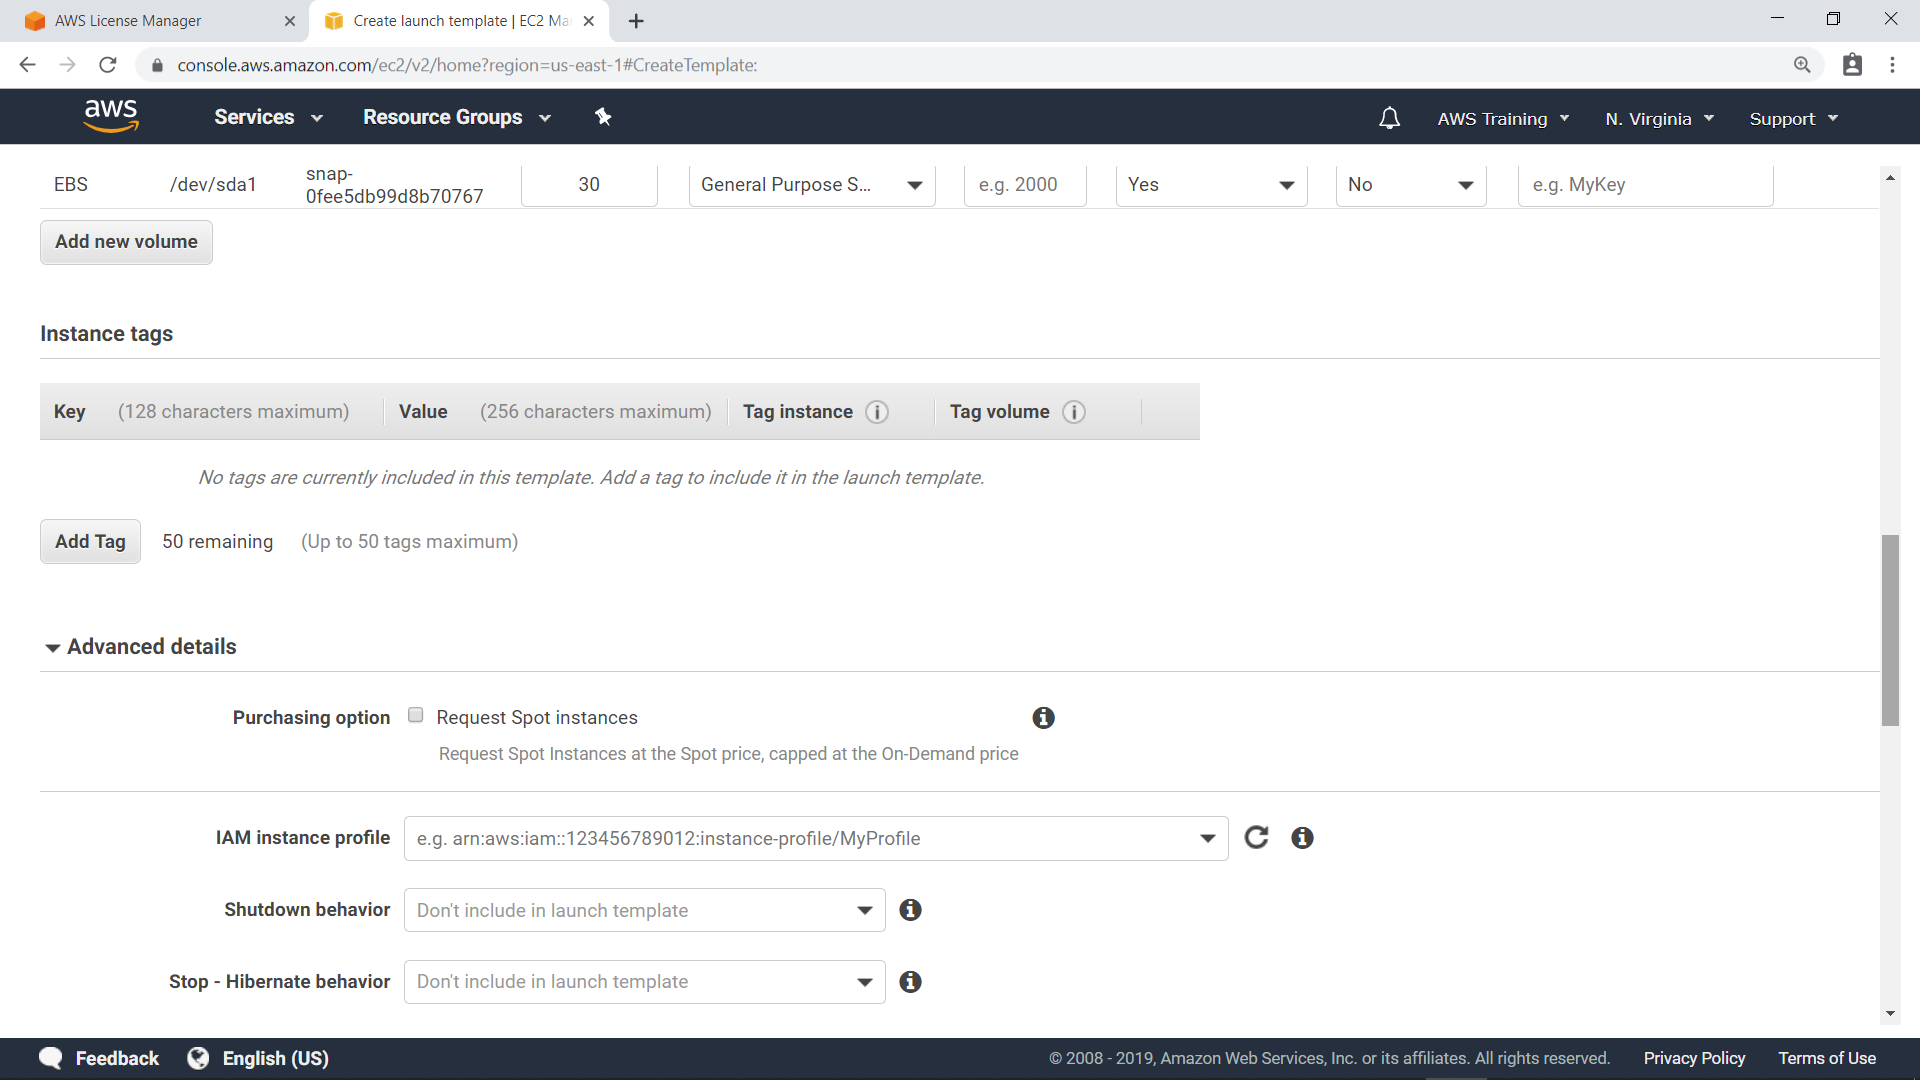 AWS License Manager
Create launch template | EC2 Ma
console.aws.amazon.com/ec2/v2/home?region=us-east-1#CreateTemplate:
aws
Services
Resource Groups
AWS Training
N. Virginia
Support
EBS
/dev/sda1
snap-
0fee5db99d8b70767
30
General Purpose S...
e.g. 2000
Yes
No
e.g. MyKey
Add new volume
Instance tags
Key (128 characters maximum) Value (256 characters maximum) Tag instance Tag volume
No tags are currently included in this template. Add a tag to include it in the launch template.
Add Tag 50 remaining (Up to 50 tags maximum)
Advanced details
Purchasing option Request Spot instances
Request Spot Instances at the Spot price, capped at the On-Demand price
IAM instance profile e.g. arn:aws:iam::123456789012:instance-profile/MyProfile
Shutdown behavior Don't include in launch template
Stop - Hibernate behavior Don't include in launch template
Feedback English (US) © 2008 - 2019, Amazon Web Services, Inc. or its affiliates. All rights reserved. Privacy Policy Terms of Use